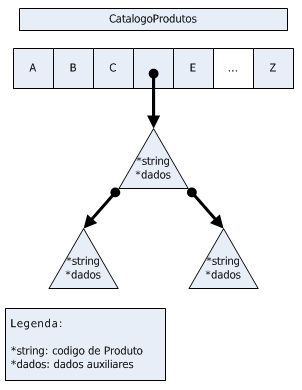 CatalogoProdutos
A B C E ... Z
*string
*dados
*string *string
*dados *dados
Legenda:
*string: codigo de Produto
*dados: dados auxiliares